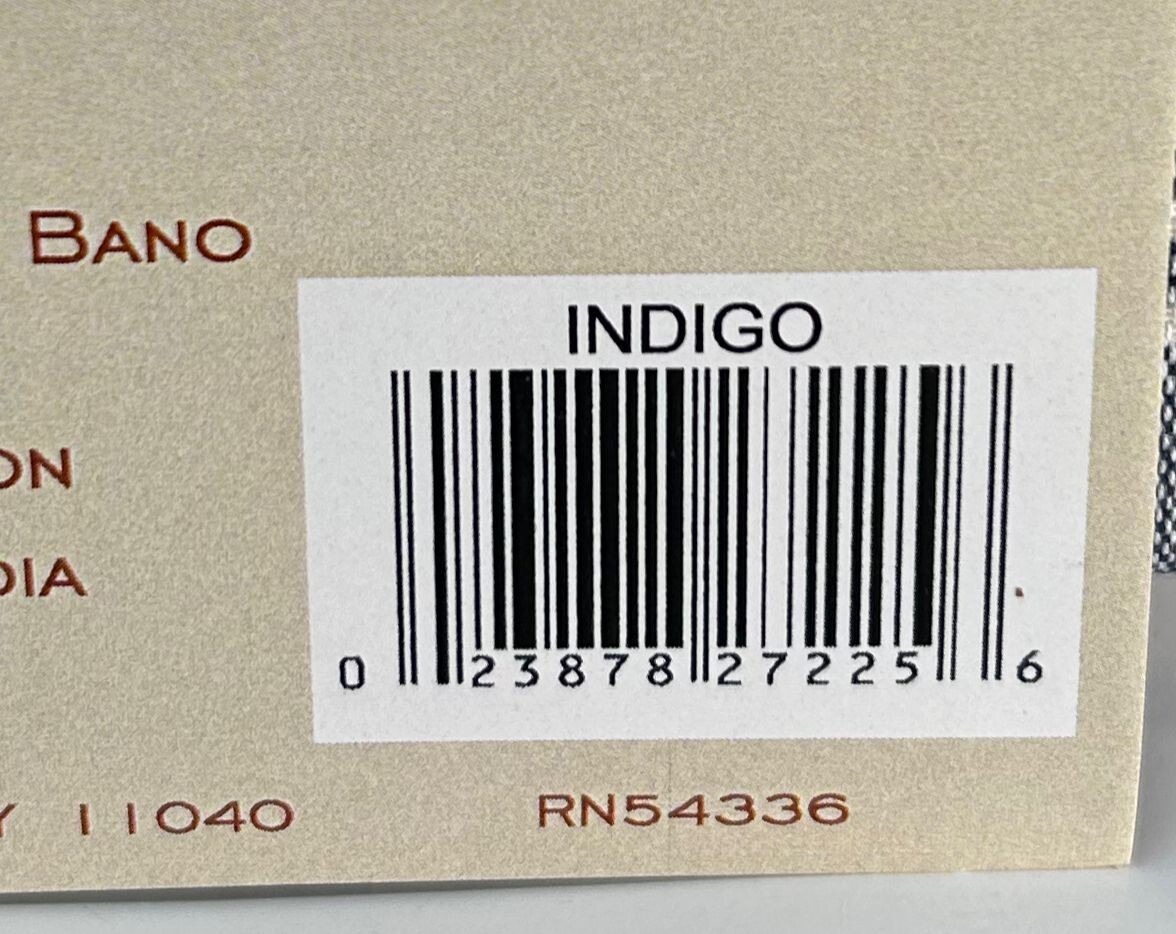 BANO
INDIGO
ON
DIA
0 23878 27225 6
Y 11040
RN54336